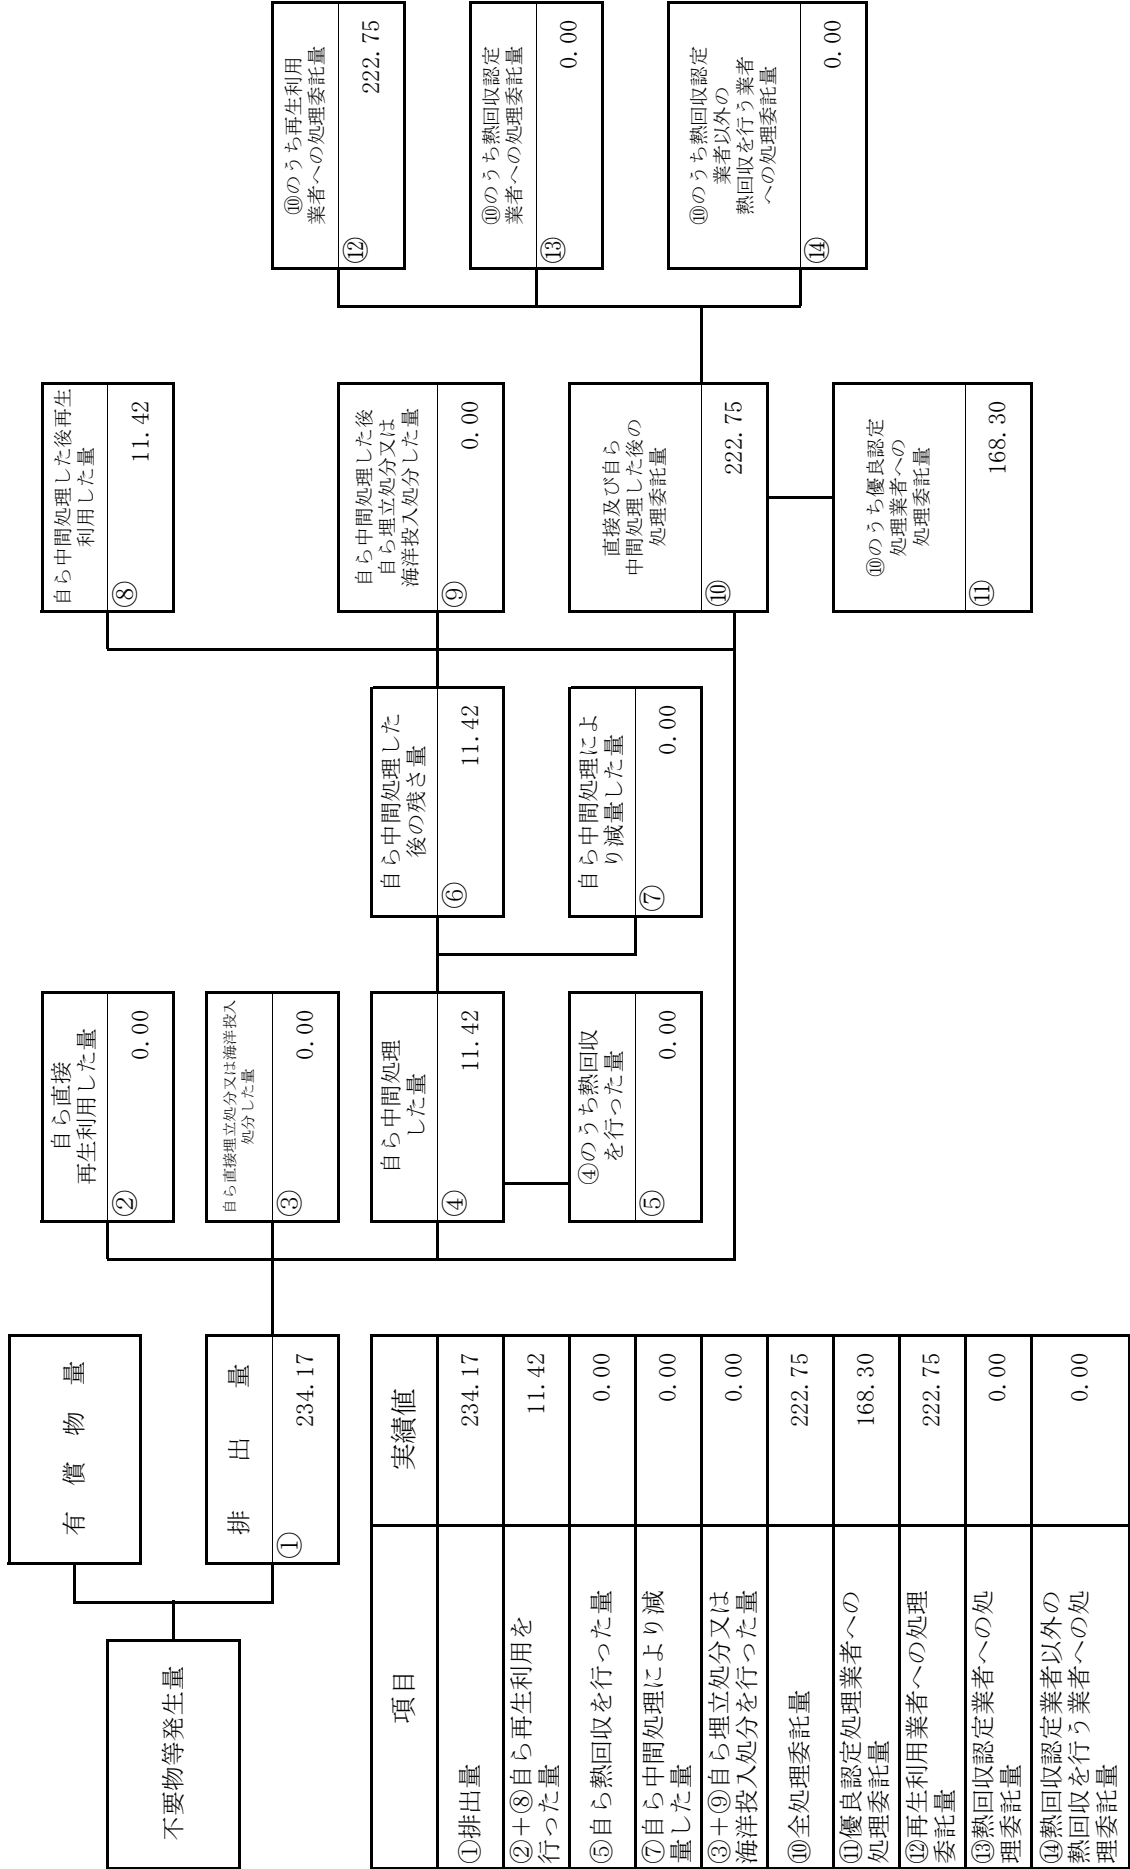 不要物等発生量
有償物量
排出量
① 234.17
自ら直接
再生利用した量
② 0.00
自ら直接埋立処分又は海洋投入
処分した量
③ 0.00
自ら中間処理
した量
④ 11.42
④のうち熱回収
を行った量
⑤ 0.00
自ら中間処理した
後の残さ量
⑥ 11.42
自ら中間処理によ
り減量した量
⑦ 0.00
自ら中間処理した後再生
利用した量
⑧ 11.42
自ら中間処理した後
自ら埋立処分又は
海洋投入処分した量
⑨ 0.00
直接及び自ら
中間処理した後の
処理委託量
⑩ 222.75
⑩のうち優良認定
処理業者への
処理委託量
⑪ 168.30
⑩のうち再生利用
業者への処理委託量
⑫ 222.75
⑩のうち熱回収認定
業者への処理委託量
⑬ 0.00
⑩のうち熱回収認定
業者以外の
熱回収を行う業者
への処理委託量
⑭ 0.00
項目 実績値
①排出量 234.17
②+⑧自ら再生利用を
行った量 11.42
⑤自ら熱回収を行った量 0.00
⑦自ら中間処理により減
量した量 0.00
③+⑨自ら埋立処分又は
海洋投入処分を行った量 0.00
⑩全処理委託量 222.75
⑪優良認定処理業者への
処理委託量 168.30
⑫再生利用業者への処理
委託量 222.75
⑬熱回収認定業者への処
理委託量 0.00
⑭熱回収認定業者以外の
熱回収を行う業者への処
理委託量 0.00